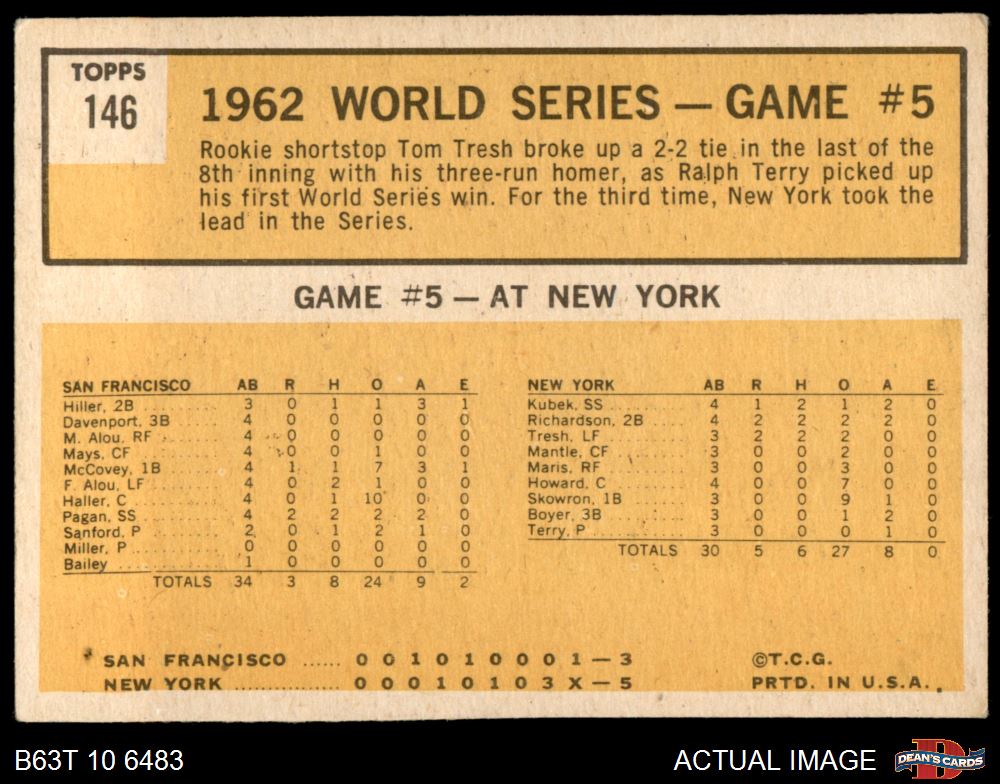 TOPPS
146
1962 WORLD SERIES — GAME #5
Rookie shortstop Tom Tresh broke up a 2-2 tie in the last of the
8th inning with his three-run homer, as Ralph Terry picked up
his first World Series win. For the third time, New York took the
lead in the Series.
GAME #5 — AT NEW YORK
SAN FRANCISCO AB R H O A E
Hiller, 2B .......... 3 0 1 1 3 1
Davenport, 3B ...... 4 0 0 0 0 0
M. Alou, RF ........ 4 0 0 0 0 0
Mays, CF ........... 4 0 0 1 0 0
McCovey, 1B ........ 4 1 1 7 3 1
F. Alou, LF ......... 4 0 2 1 0 0
Haller, C ........... 4 0 1 10 0 0
Pagan, SS .......... 4 2 2 2 2 0
Sanford, P .......... 2 0 1 2 1 0
Miller, P ........... 0 0 0 0 0 0
Bailey ............. 1 0 0 0 0 0
TOTALS 34 3 8 24 9 2
NEW YORK AB R H O A E
Kubek, SS .......... 4 1 2 1 2 0
Richardson, 2B .... 4 2 2 2 2 0
Tresh, LF .......... 3 2 2 2 0 0
Mantle, CF ......... 3 0 0 2 0 0
Maris, RF .......... 3 0 0 3 0 0
Howard, C .......... 4 0 0 7 0 0
Skowron, 1B ........ 3 0 0 9 1 0
Boyer, 3B .......... 3 0 0 1 2 0
Terry, P ........... 3 0 0 0 1 0
TOTALS 30 5 6 27 8 0
SAN FRANCISCO ...... 0 0 1 0 1 0 0 0 1 — 3
NEW YORK ................ 0 0 0 1 0 1 0 3 X — 5
©T.C.G.
PRTD. IN U.S.A.
B63T 10 6483
ACTUAL IMAGE
DEAN'S CARDS